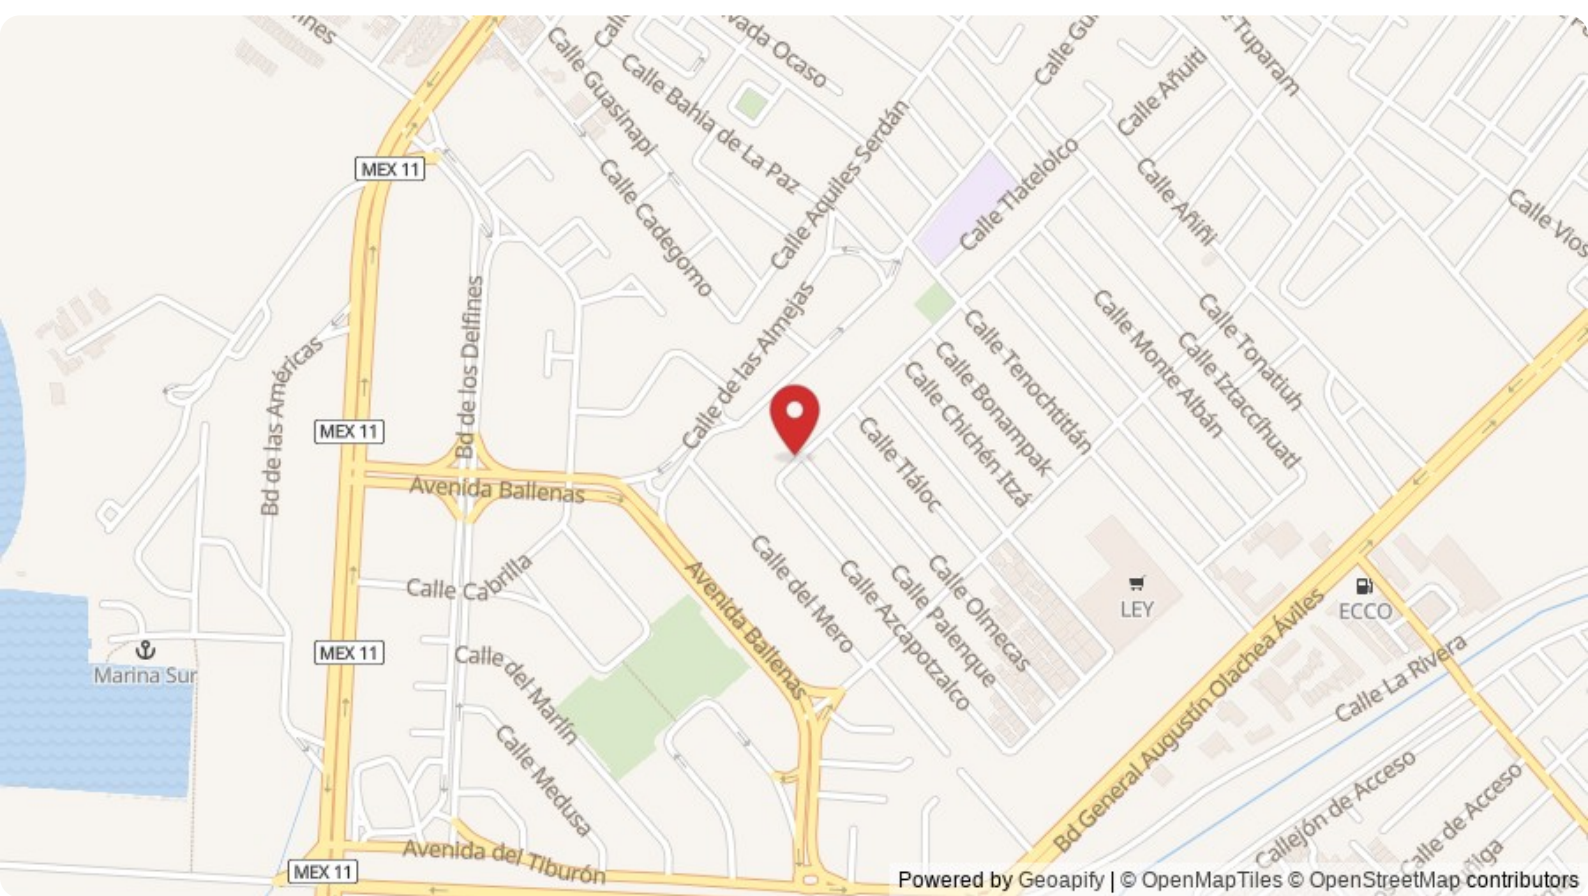 Privada Ocaso
Calle Guasinapí
Calle Bahía de La Paz
Calle Aquiles Serdán
Calle Cadegomo
Calle Tlatelolco
Calle Añuiti
Tuparam
Calle Añiñi
MEX 11
Bd de los Delfines
Bd de las Américas
Calle de las Almejas
Calle Tenochtitlán
Calle Bonampak
Calle Chichén Itzá
Calle Tláloc
Calle Monte Albán
Calle Iztaccíhuatl
Calle Tonatiuh
MEX 11
Avenida Ballenas
Calle Cabrilla
Avenida Ballenas
Calle del Mero
Calle Azcapotzalco
Calle Palenque
Calle Olmecas
LEY
ECCO
MEX 11
Marina Sur
Calle del Marlín
Calle Medusa
Bd General Augustín Olachea Áviles
Calle La Rivera
Callejón de Acceso
Calle de Acceso
Avenida del Tiburón
MEX 11
Powered by Geoapify | © OpenMapTiles © OpenStreetMap contributors